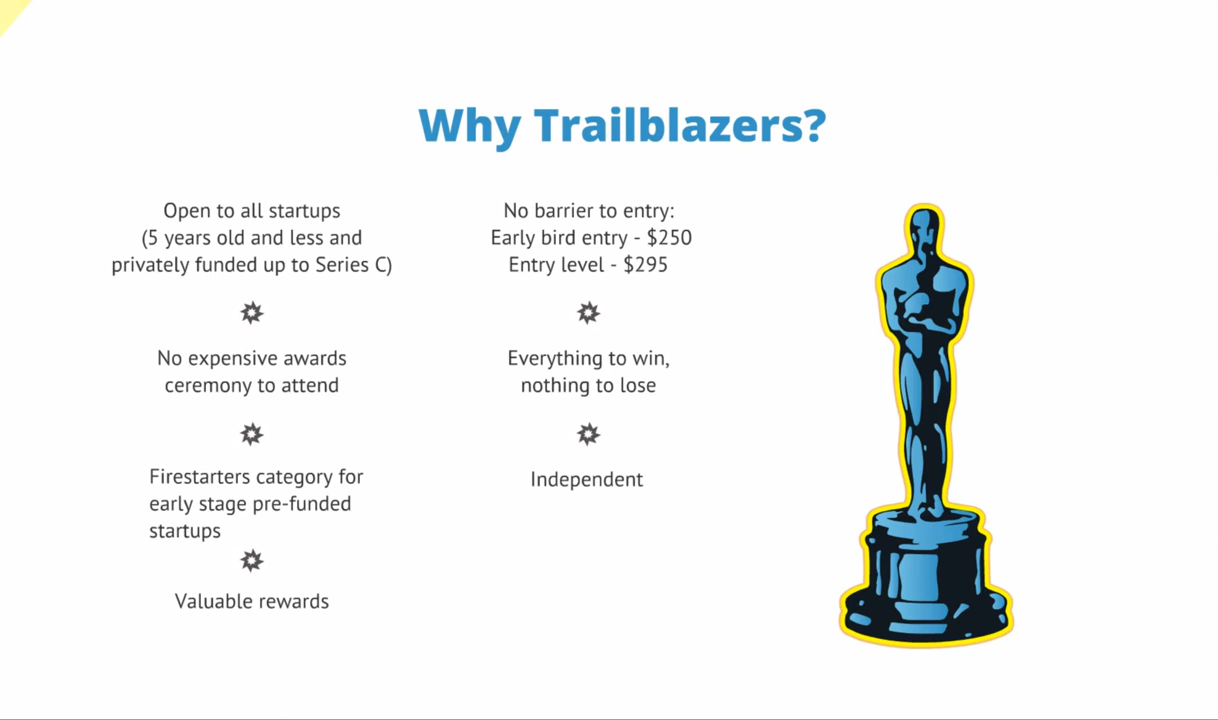 Why Trailblazers?
Open to all startups
(5 years old and less and
privately funded up to Series C)
No expensive awards
ceremony to attend
Firestarters category for
early stage pre-funded
startups
Valuable rewards
No barrier to entry:
Early bird entry - $250
Entry level - $295
Everything to win,
nothing to lose
Independent